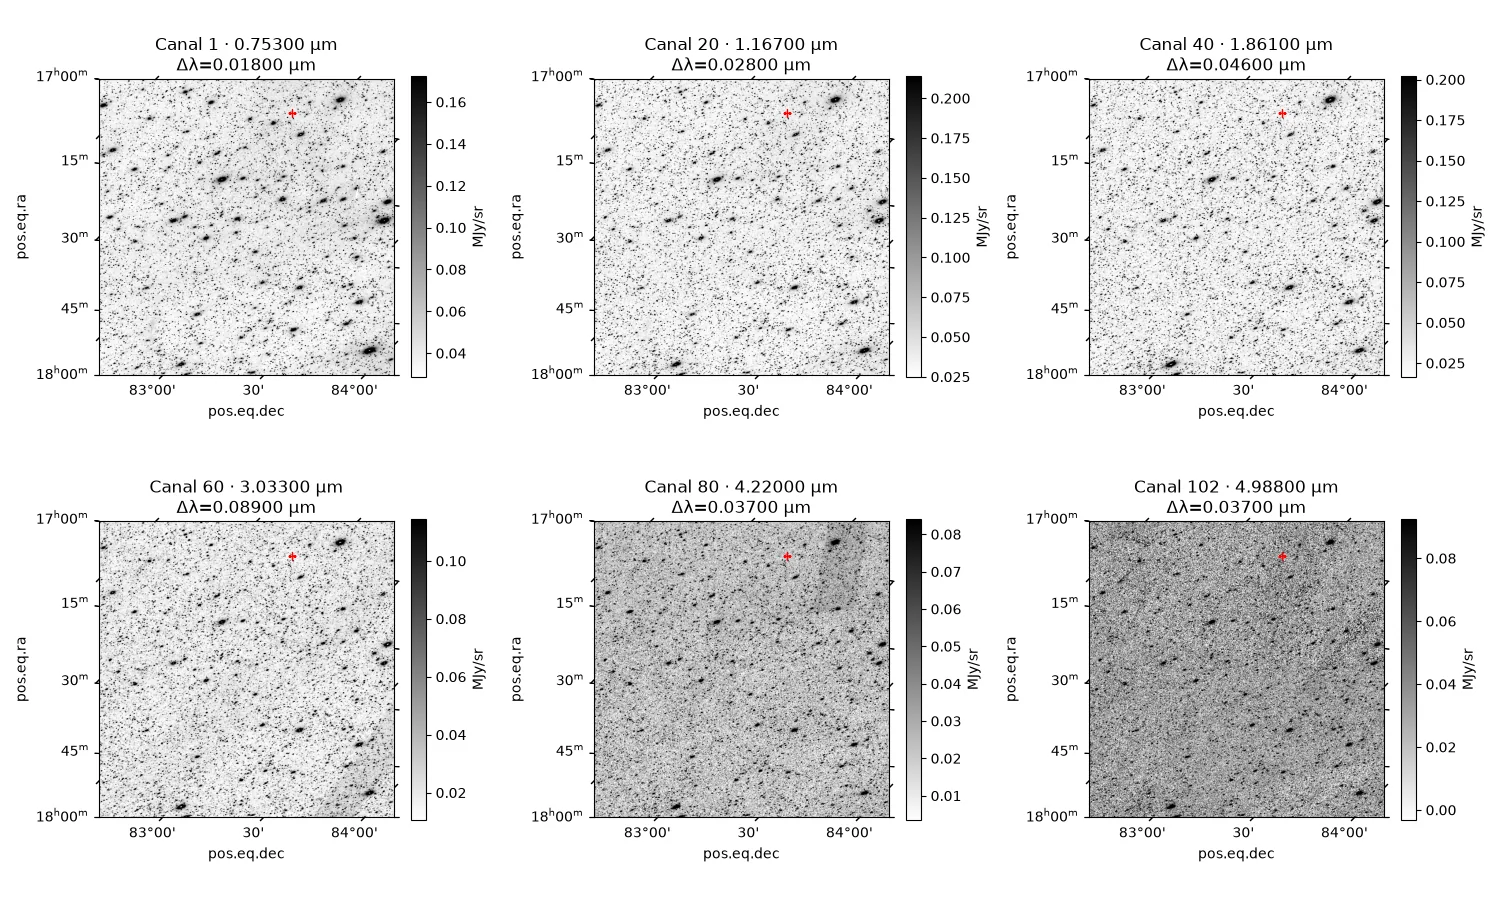 Canal 1 · 0.75300 µm
Δλ=0.01800 µm
17h00m
15m
30m
45m
18h00m
pos.eq.ra
83°00'
30'
84°00'
pos.eq.dec
0.16
0.14
0.12
0.10
0.08
0.06
0.04
MJy/sr
Canal 20 · 1.16700 µm
Δλ=0.02800 µm
17h00m
15m
30m
45m
18h00m
pos.eq.ra
83°00'
30'
84°00'
pos.eq.dec
0.200
0.175
0.150
0.125
0.100
0.075
0.050
0.025
MJy/sr
Canal 40 · 1.86100 µm
Δλ=0.04600 µm
17h00m
15m
30m
45m
18h00m
pos.eq.ra
83°00'
30'
84°00'
pos.eq.dec
0.200
0.175
0.150
0.125
0.100
0.075
0.050
0.025
MJy/sr
Canal 60 · 3.03300 µm
Δλ=0.08900 µm
17h00m
15m
30m
45m
18h00m
pos.eq.ra
83°00'
30'
84°00'
pos.eq.dec
0.10
0.08
0.06
0.04
0.02
MJy/sr
Canal 80 · 4.22000 µm
Δλ=0.03700 µm
17h00m
15m
30m
45m
18h00m
pos.eq.ra
83°00'
30'
84°00'
pos.eq.dec
0.08
0.07
0.06
0.05
0.04
0.03
0.02
0.01
MJy/sr
Canal 102 · 4.98800 µm
Δλ=0.03700 µm
17h00m
15m
30m
45m
18h00m
pos.eq.ra
83°00'
30'
84°00'
pos.eq.dec
0.08
0.06
0.04
0.02
0.00
MJy/sr